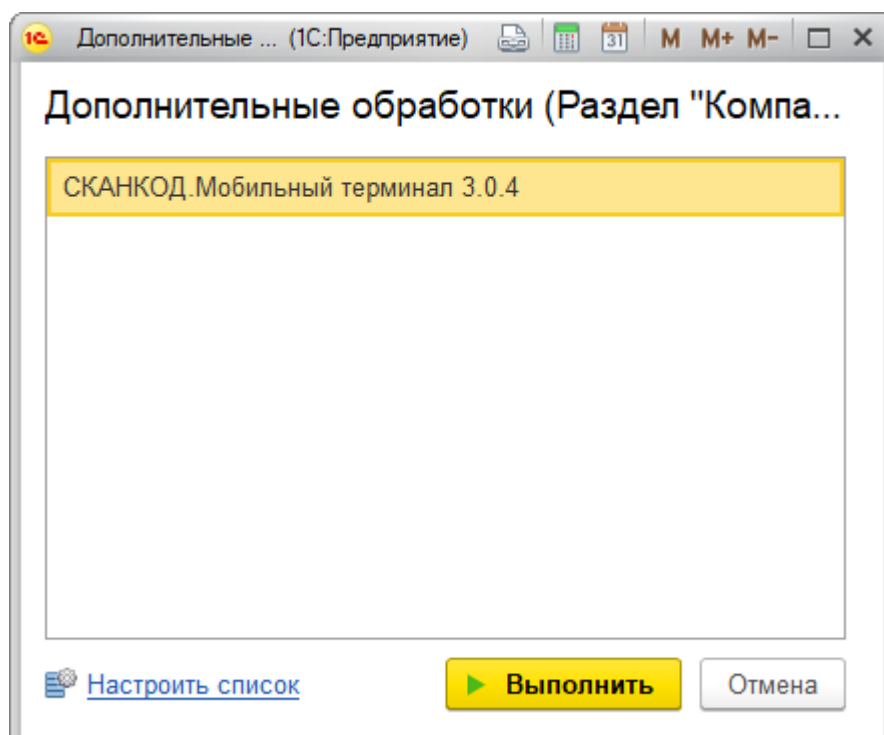 1С Дополнительные ... (1С:Предприятие) 31 M M+ M-
Дополнительные обработки (Раздел "Компа...
СКАНКОД.Мобильный терминал 3.0.4
Настроить список Выполнить Отмена